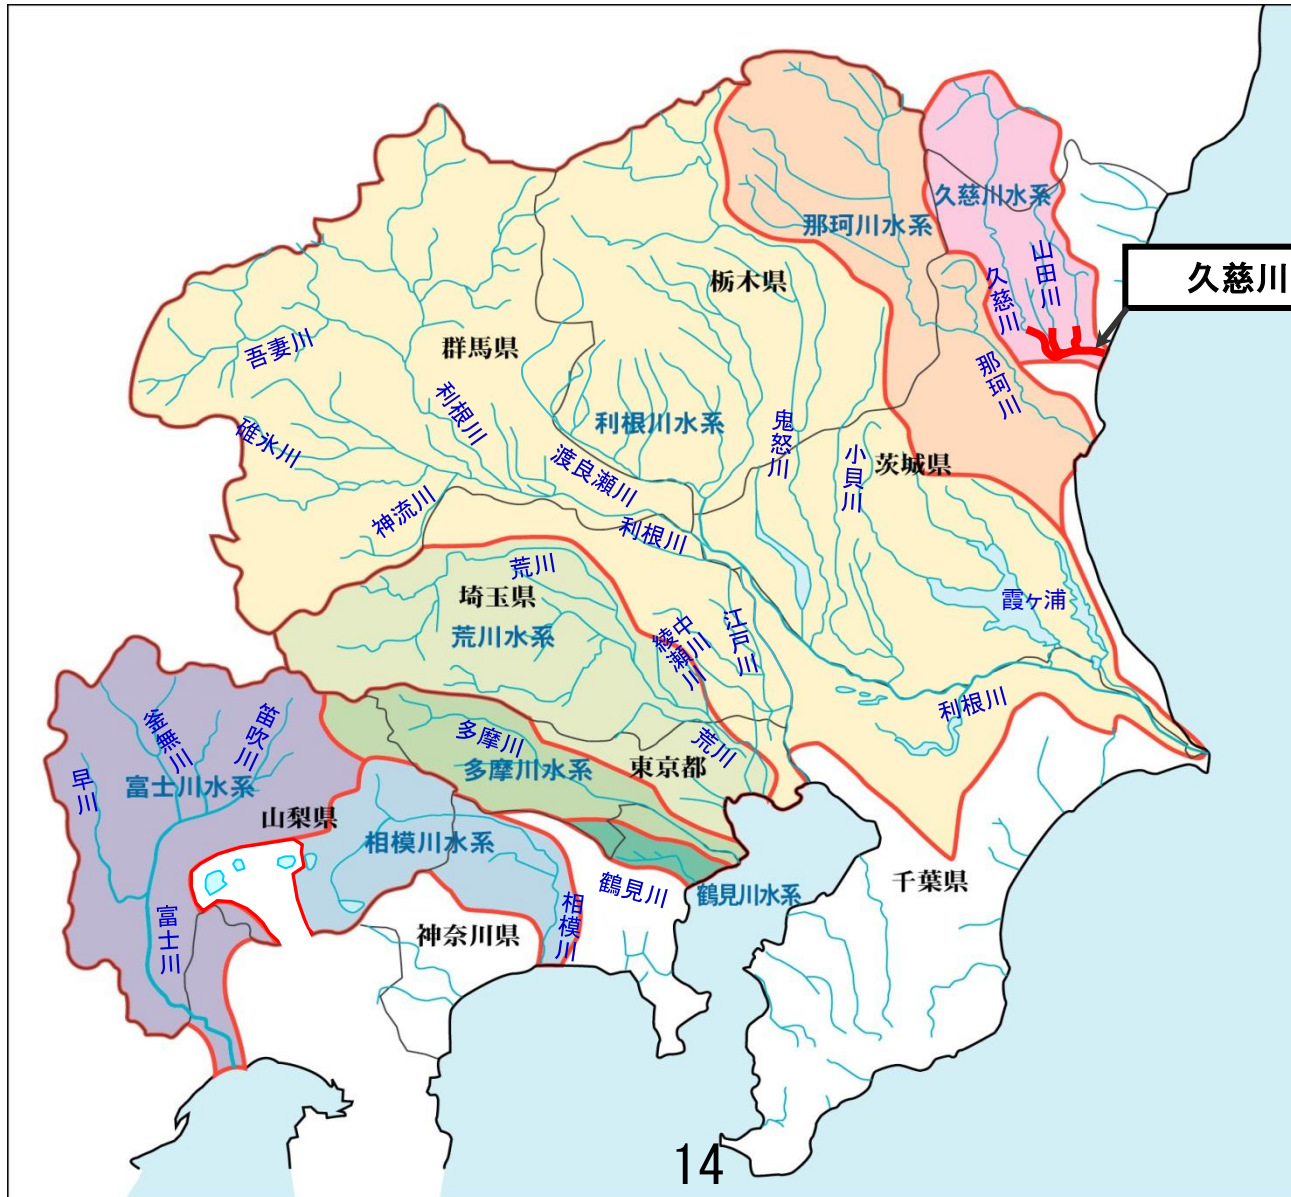 久慈川水系
那珂川水系
山田川
久慈川
久慈川
栃木県
吾妻川
群馬県
那珂川
利根川
利根川水系
鬼怒川
碓氷川
渡良瀬川
小貝川
茨城県
神流川
利根川
荒川
埼玉県
荒川水系
霞ヶ浦
綾瀬川
中川
江戸川
利根川
釜無川
笛吹川
多摩川
荒川
早川
富士川水系
多摩川水系
東京都
山梨県
相模川水系
鶴見川
鶴見川水系
千葉県
富士川
神奈川県
相模川
14